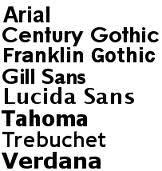 Arial
Century Gothic
Franklin Gothic
Gill Sans
Lucida Sans
Tahoma
Trebuchet
Verdana